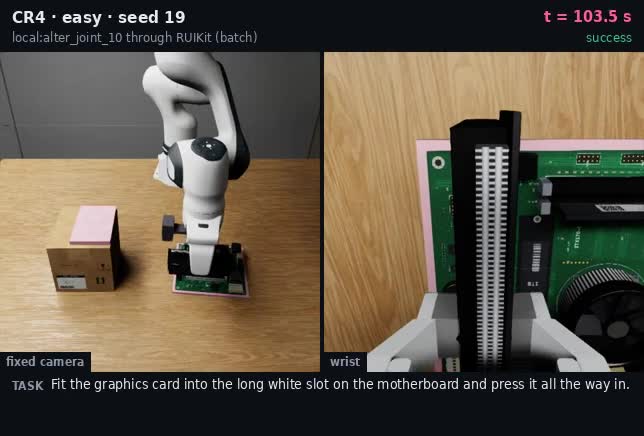 CR4 · easy · seed 19
t = 103.5 s
local:alter_joint_10 through RUIKit (batch)
success
fixed camera
wrist
TASK Fit the graphics card into the long white slot on the motherboard and press it all the way in.